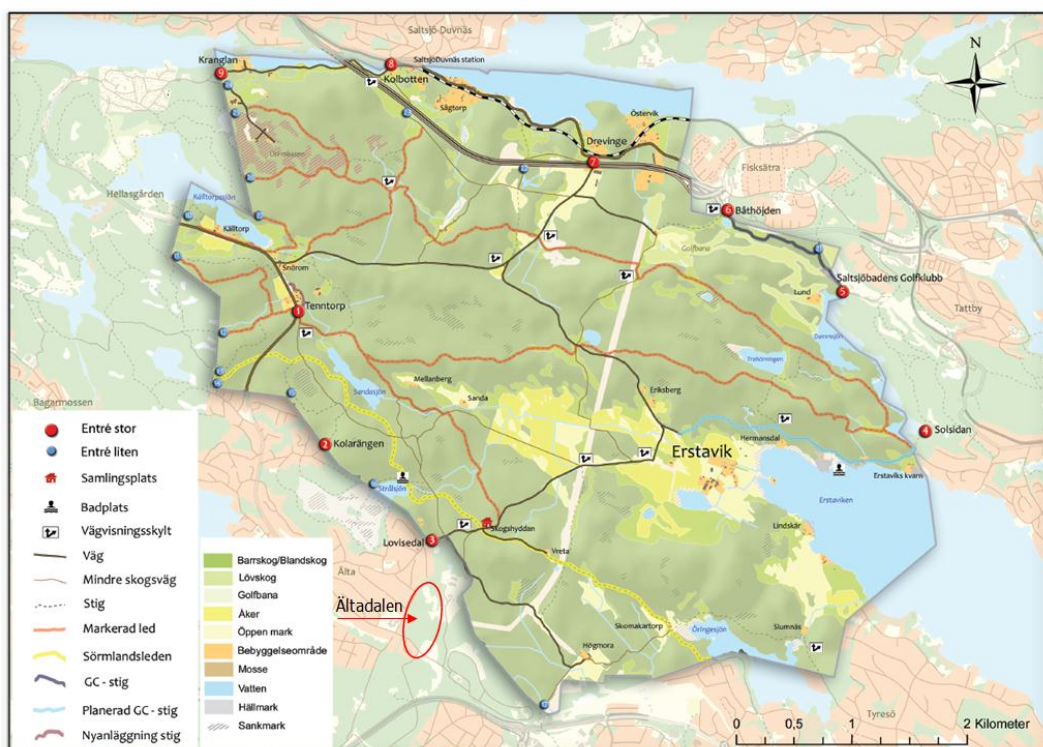 Saltsjö-Duvnäs
SaltsjöDuvnäs station
N
Kranglan
9
8
Kolbotten
Sågtorp
Östervik
Drevinge
7
Fisksätra
Hellasgården
Källtorpssjön
Källtorp
6
Båthöjden
Golfbana
Snörom
Saltsjöbadens Golfklubb
5
Lund
Tattby
Tenntorp
1
Dammsjön
Trehörningen
Mellanberg
Sandasjön
Sanda
Eriksberg
Bagarmossen
4
Solsidan
2
Kolarängen
Hermansdal
Erstavik
Erstaviks kvarn
Strålsjön
Erstaviken
Lindskär
Skogshyddan
Lovisedal
3
Vreta
Älta
Ältadalen
Skomakartorp
Öringesjön
Slumnäs
Högmora
Tyresö
Entré stor
Entré liten
Samlingsplats
Badplats
Vägvisningsskylt
Väg
Mindre skogsväg
Stig
Markerad led
Sörmlandsleden
GC - stig
Planerad GC - stig
Nyanläggning stig
Barrskog/Blandskog
Lövskog
Golfbana
Åker
Öppen mark
Bebyggelseområde
Mosse
Vatten
Hällmark
Sankmark
0 0,5 1 2 Kilometer